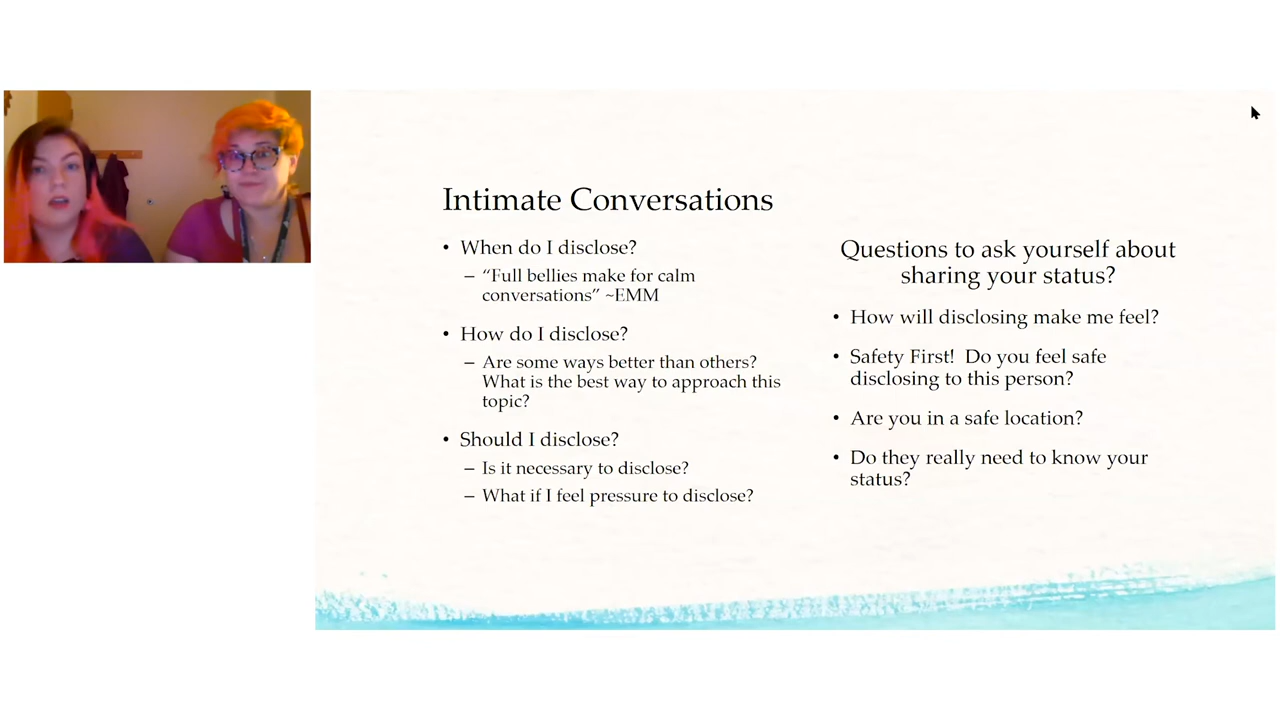 Intimate Conversations
• When do I disclose?
– “Full bellies make for calm
conversations” ~EMM
• How do I disclose?
– Are some ways better than others?
What is the best way to approach this
topic?
• Should I disclose?
– Is it necessary to disclose?
– What if I feel pressure to disclose?
Questions to ask yourself about
sharing your status?
• How will disclosing make me feel?
• Safety First!  Do you feel safe
disclosing to this person?
• Are you in a safe location?
• Do they really need to know your
status?